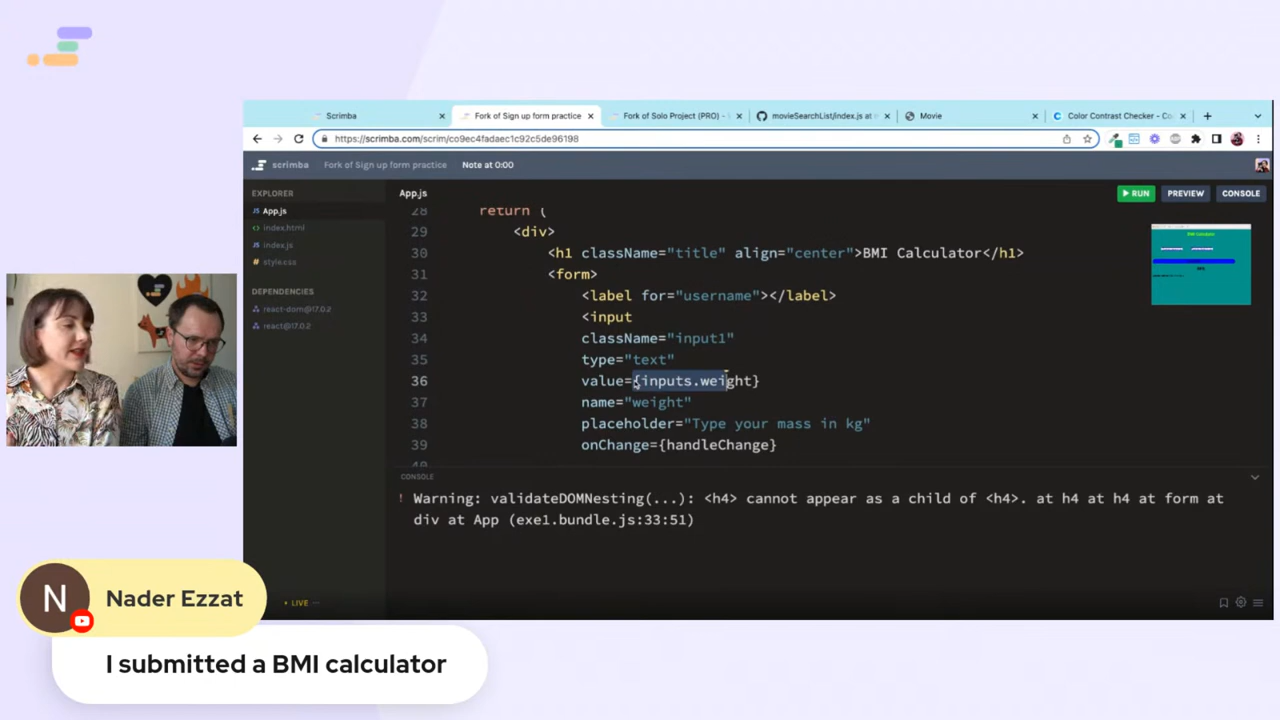 Scrimba
Fork of Sign up form practice
Fork of Solo Project (PRO) -
movieSearchList/index.js at
Movie
Color Contrast Checker - Co
https://scrimba.com/scrim/co9ec4fadaec1c92c5de96198
scrimba
Fork of Sign up form practice
Note at 0:00
EXPLORER
App.js
index.html
index.js
style.css
DEPENDENCIES
react-dom@17.0.2
react@17.0.2
App.js
RUN
PREVIEW
CONSOLE
28 return (
29 <div>
30 <h1 className="title" align="center">BMI Calculator</h1>
31 <form>
32 <label for="username"></label>
33 <input
34 className="input1"
35 type="text"
36 value={inputs.weight}
37 name="weight"
38 placeholder="Type your mass in kg"
39 onChange={handleChange}
40
CONSOLE
! Warning: validateDOMNesting(...): <h4> cannot appear as a child of <h4>. at h4 at h4 at form at
div at App (exe1.bundle.js:33:51)
LIVE
N
Nader Ezzat
I submitted a BMI calculator